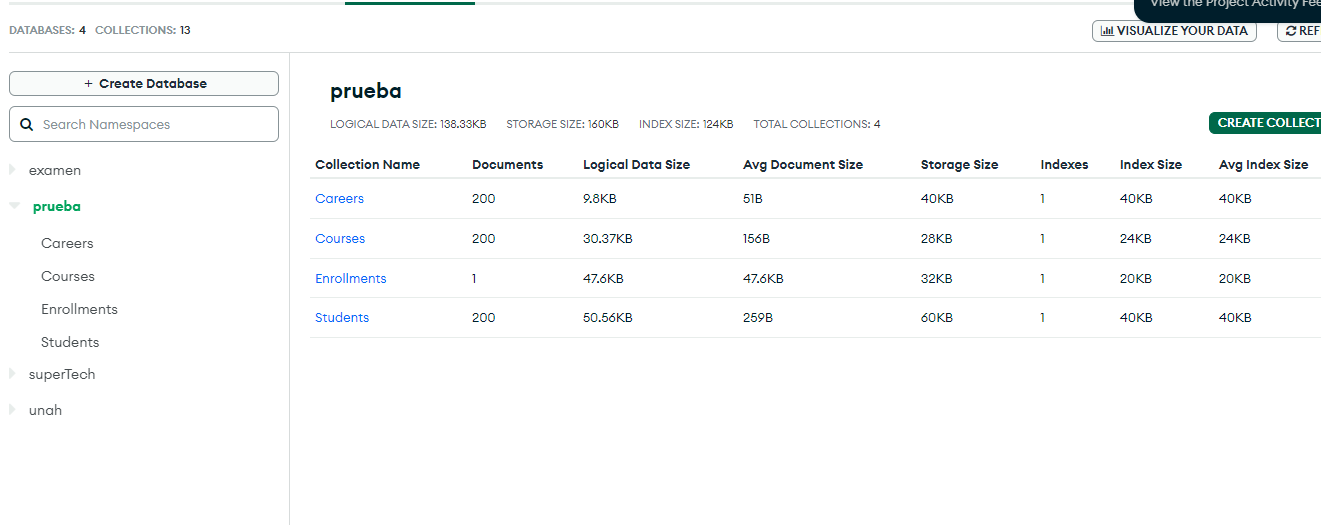 View the Project Activity Fee
DATABASES: 4 COLLECTIONS: 13
VISUALIZE YOUR DATA
REF
+ Create Database
Search Namespaces
examen
prueba
Careers
Courses
Enrollments
Students
superTech
unah
prueba
LOGICAL DATA SIZE: 138.33KB STORAGE SIZE: 160KB INDEX SIZE: 124KB TOTAL COLLECTIONS: 4
CREATE COLLECT
Collection Name Documents Logical Data Size Avg Document Size Storage Size Indexes Index Size Avg Index Size
Careers 200 9.8KB 51B 40KB 1 40KB 40KB
Courses 200 30.37KB 156B 28KB 1 24KB 24KB
Enrollments 1 47.6KB 47.6KB 32KB 1 20KB 20KB
Students 200 50.56KB 259B 60KB 1 40KB 40KB